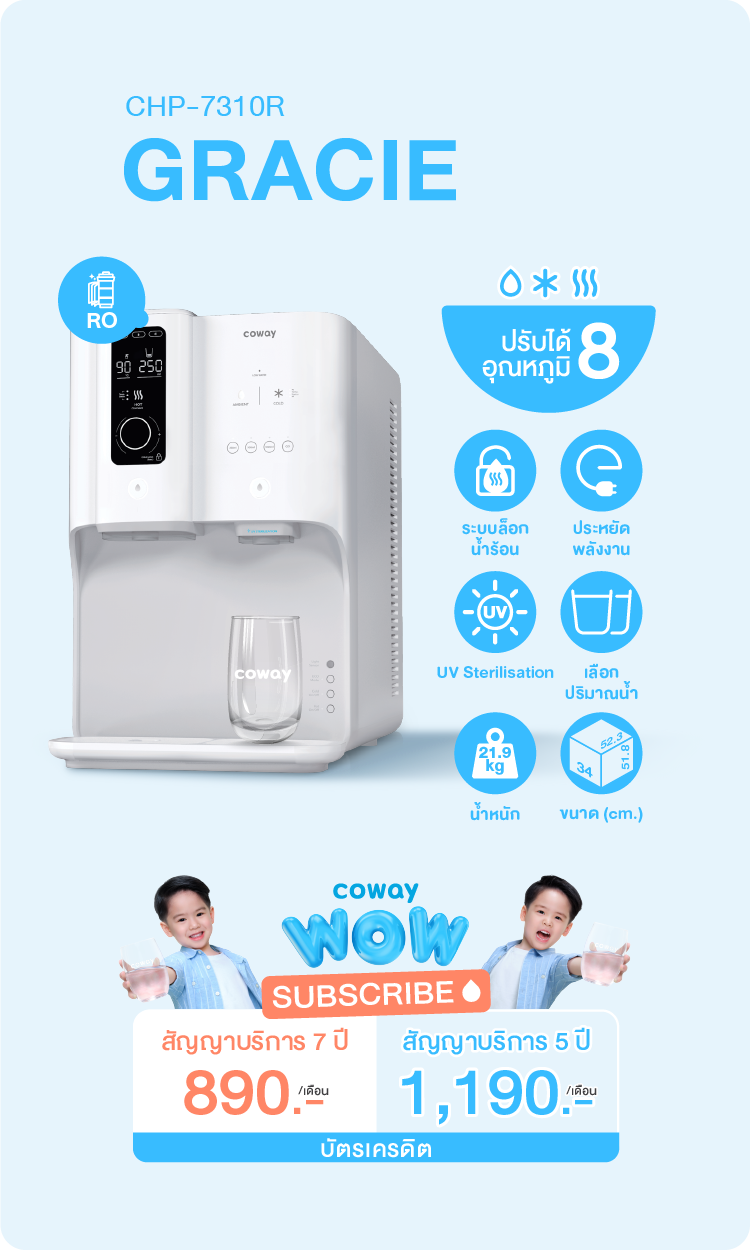 CHP-7310R
GRACIE
RO
coway
90 250
HOT
AMBIENT
COLD
coway
ปรับได้
อุณหภูมิ
8
ระบบล็อก
น้ำร้อน
ประหยัด
พลังงาน
UV
UV Sterilisation
เลือก
ปริมาณน้ำ
21.9
kg
น้ำหนัก
52.3
34
51.8
ขนาด (cm.)
coway
WOW
SUBSCRIBE
สัญญาบริการ 7 ปี
890.– /เดือน
สัญญาบริการ 5 ปี
1,190.– /เดือน
บัตรเครดิต